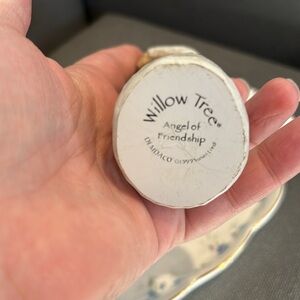 Willow Tree®
Angel of
Friendship
DEMDACO